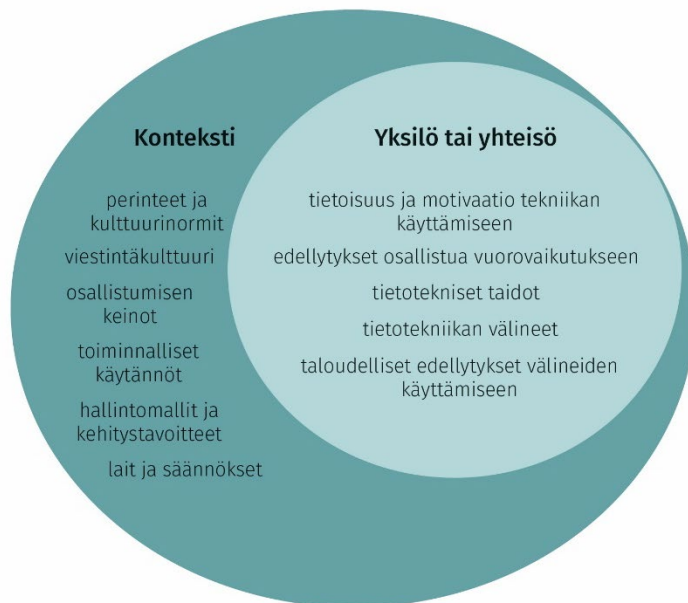 Konteksti
perinteet ja
kulttuurinormit
viestintäkulttuuri
osallistumisen
keinot
toiminnalliset
käytännöt
hallintomallit ja
kehitystavoitteet
lait ja säännökset
Yksilö tai yhteisö
tietoisuus ja motivaatio tekniikan
käyttämiseen
edellytykset osallistua vuorovaikutukseen
tietotekniset taidot
tietotekniikan välineet
taloudelliset edellytykset välineiden
käyttämiseen